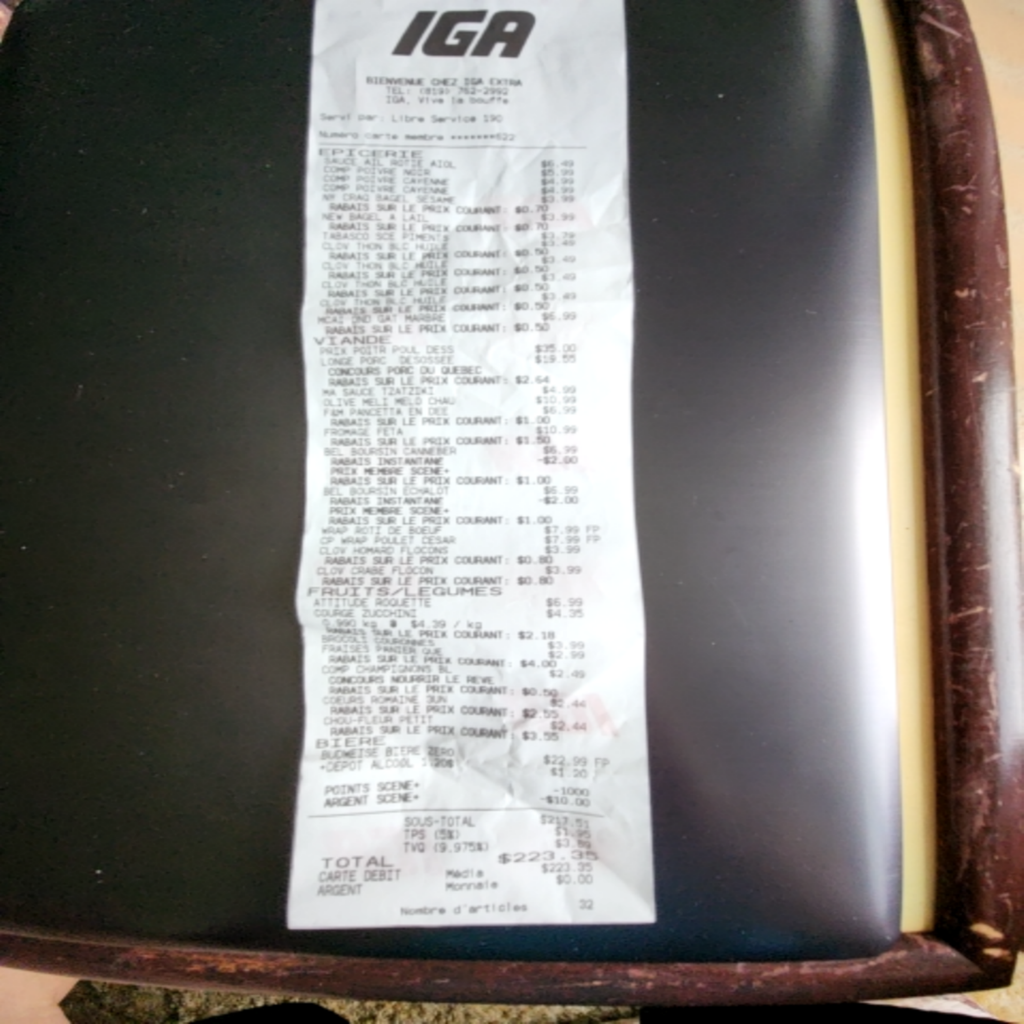 IGA
BIENVENUE CHEZ IGA EXTRA
TEL: (819) 762-2992
IGA, Vive la bouffe
Servi par: Libre Service 190
Numero carte membre *******522
EPICERIE
SAUCE AIL ROTIE AIOL $6.49
COMP POIVRE NOIR $5.99
COMP POIVRE CAYENNE $4.99
COMP POIVRE CAYENNE $4.99
NY CRAQ BAGEL SESAME $3.99
RABAIS SUR LE PRIX COURANT: $0.70
NEW BAGEL A LAIL $3.99
RABAIS SUR LE PRIX COURANT: $0.70
TABASCO SCE PIMENTS $3.79
CLOV THON BLC HUILE $3.49
RABAIS SUR LE PRIX COURANT: $0.50
CLOV THON BLC HUILE $3.49
RABAIS SUR LE PRIX COURANT: $0.50
CLOV THON BLC HUILE $3.49
RABAIS SUR LE PRIX COURANT: $0.50
CLOV THON BLC HUILE $3.49
RABAIS SUR LE PRIX COURANT: $0.50
MCAI DND GAT MARBRE $6.99
RABAIS SUR LE PRIX COURANT: $0.50
VIANDE
PRIX POITR POUL DESS $35.00
LONGE PORC DESOSSEE $19.55
CONCOURS PORC DU QUEBEC
RABAIS SUR LE PRIX COURANT: $2.64
MA SAUCE TZATZIKI $4.99
OLIVE MELI MELO CHAU $10.99
F&M PANCETTA EN DEE $6.99
RABAIS SUR LE PRIX COURANT: $1.00
FROMAGE FETA $10.99
RABAIS SUR LE PRIX COURANT: $1.50
BEL BOURSIN CANNEBER $6.99
RABAIS INSTANTANE -$2.00
PRIX MEMBRE SCENE+
RABAIS SUR LE PRIX COURANT: $1.00
BEL BOURSIN ECHALOT $6.99
RABAIS INSTANTANE -$2.00
PRIX MEMBRE SCENE+
RABAIS SUR LE PRIX COURANT: $1.00
WRAP ROTI DE BOEUF $7.99 FP
CP WRAP POULET CESAR $7.99 FP
CLOV HOMARD FLOCONS $3.99
RABAIS SUR LE PRIX COURANT: $0.80
CLOV CRABE FLOCON $3.99
RABAIS SUR LE PRIX COURANT: $0.80
FRUITS/LEGUMES
ATTITUDE ROQUETTE $6.99
COURGE ZUCCHINI $4.35
0.990 kg @ $4.39 / kg
RABAIS SUR LE PRIX COURANT: $2.18
BROCOLI COURONNES $3.99
FRAISES PANIER QUE $2.99
RABAIS SUR LE PRIX COURANT: $4.00
COMP CHAMPIGNONS BL $2.49
CONCOURS NOURRIR LE REVE
RABAIS SUR LE PRIX COURANT: $0.50
COEURS ROMAINE 3UN $2.44
RABAIS SUR LE PRIX COURANT: $2.55
CHOU-FLEUR PETIT $2.44
RABAIS SUR LE PRIX COURANT: $3.55
BIERE
BUDWEISE BIERE ZERO $22.99 FP
+DEPOT ALCOOL 1.20$ $1.20
POINTS SCENE+ -1000
ARGENT SCENE+ -$10.00
SOUS-TOTAL $217.51
TPS (5%) $1.95
TVQ (9.975%) $3.89
TOTAL $223.35
CARTE DEBIT Média $223.35
ARGENT Monnaie $0.00
Nombre d'articles 32